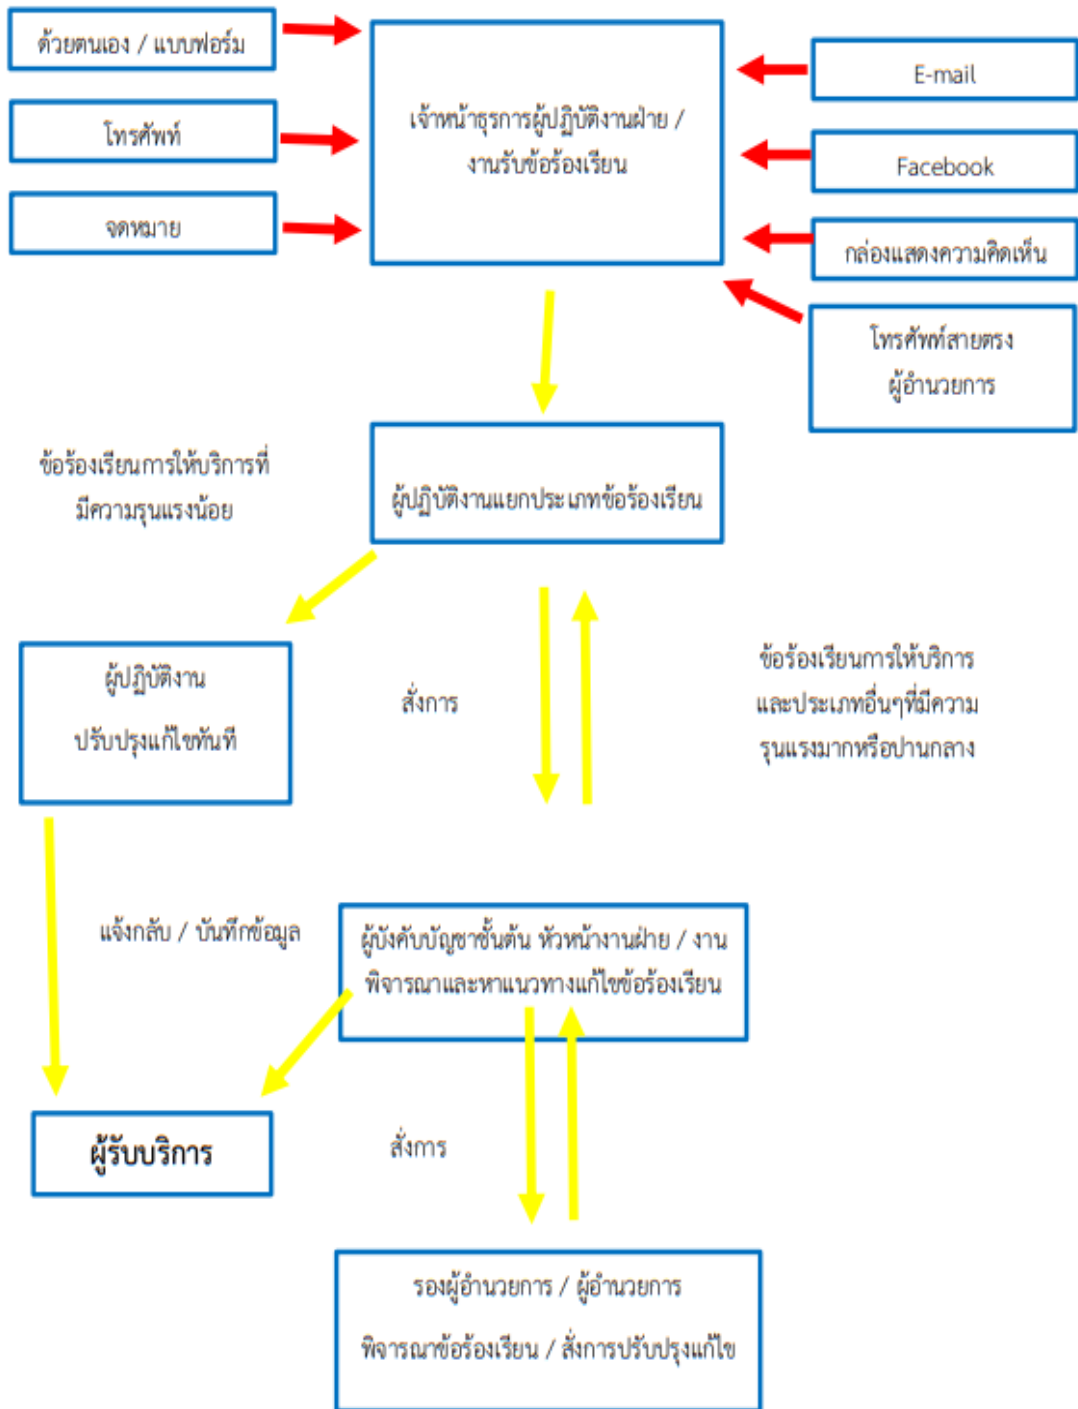 ด้วยตนเอง / แบบฟอร์ม
โทรศัพท์
จดหมาย
เจ้าหน้าธุรการผู้ปฏิบัติงานฝ่าย /
งานรับข้อร้องเรียน
E-mail
Facebook
กล่องแสดงความคิดเห็น
โทรศัพท์สายตรง
ผู้อำนวยการ
ข้อร้องเรียนการให้บริการที่
มีความรุนแรงน้อย
ผู้ปฏิบัติงานแยกประเภทข้อร้องเรียน
ผู้ปฏิบัติงาน
ปรับปรุงแก้ไขทันที
สั่งการ
ข้อร้องเรียนการให้บริการ
และประเภทอื่นๆที่มีความ
รุนแรงมากหรือปานกลาง
แจ้งกลับ / บันทึกข้อมูล
ผู้บังคับบัญชาชั้นต้น หัวหน้างานฝ่าย / งาน
พิจารณาและหาแนวทางแก้ไขข้อร้องเรียน
ผู้รับบริการ
สั่งการ
รองผู้อำนวยการ / ผู้อำนวยการ
พิจารณาข้อร้องเรียน / สั่งการปรับปรุงแก้ไข